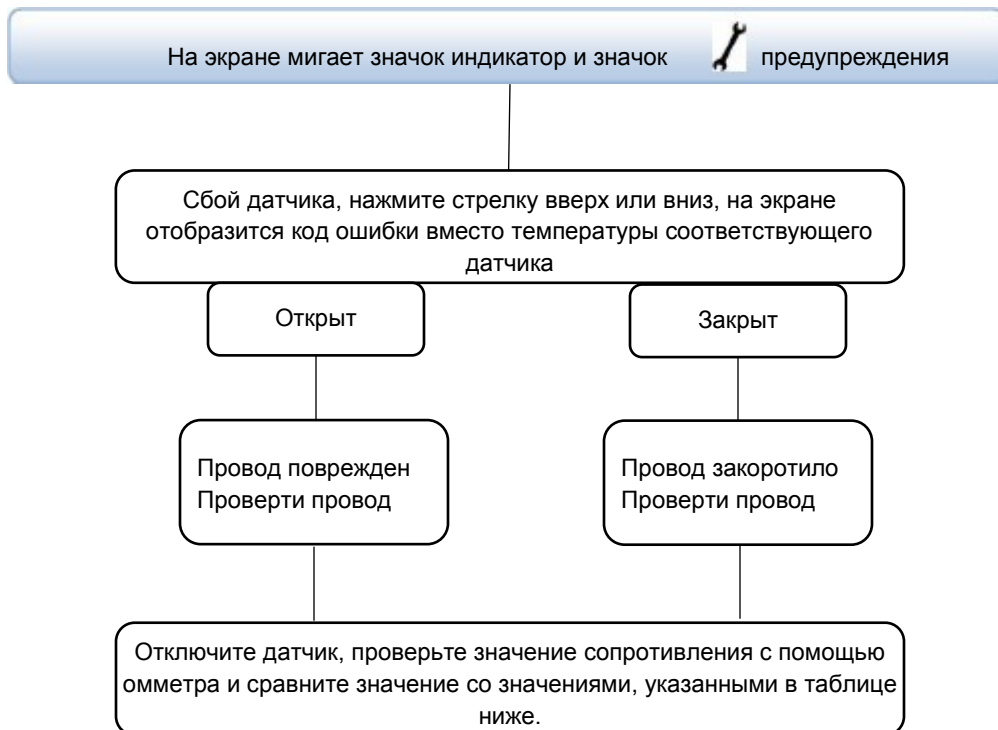 На экране мигает значок индикатор и значок предупреждения
Сбой датчика, нажмите стрелку вверх или вниз, на экране
отобразится код ошибки вместо температуры соответствующего
датчика
Открыт
Закрыт
Провод поврежден
Проверти провод
Провод закоротило
Проверти провод
Отключите датчик, проверьте значение сопротивления с помощью
омметра и сравните значение со значениями, указанными в таблице
ниже.